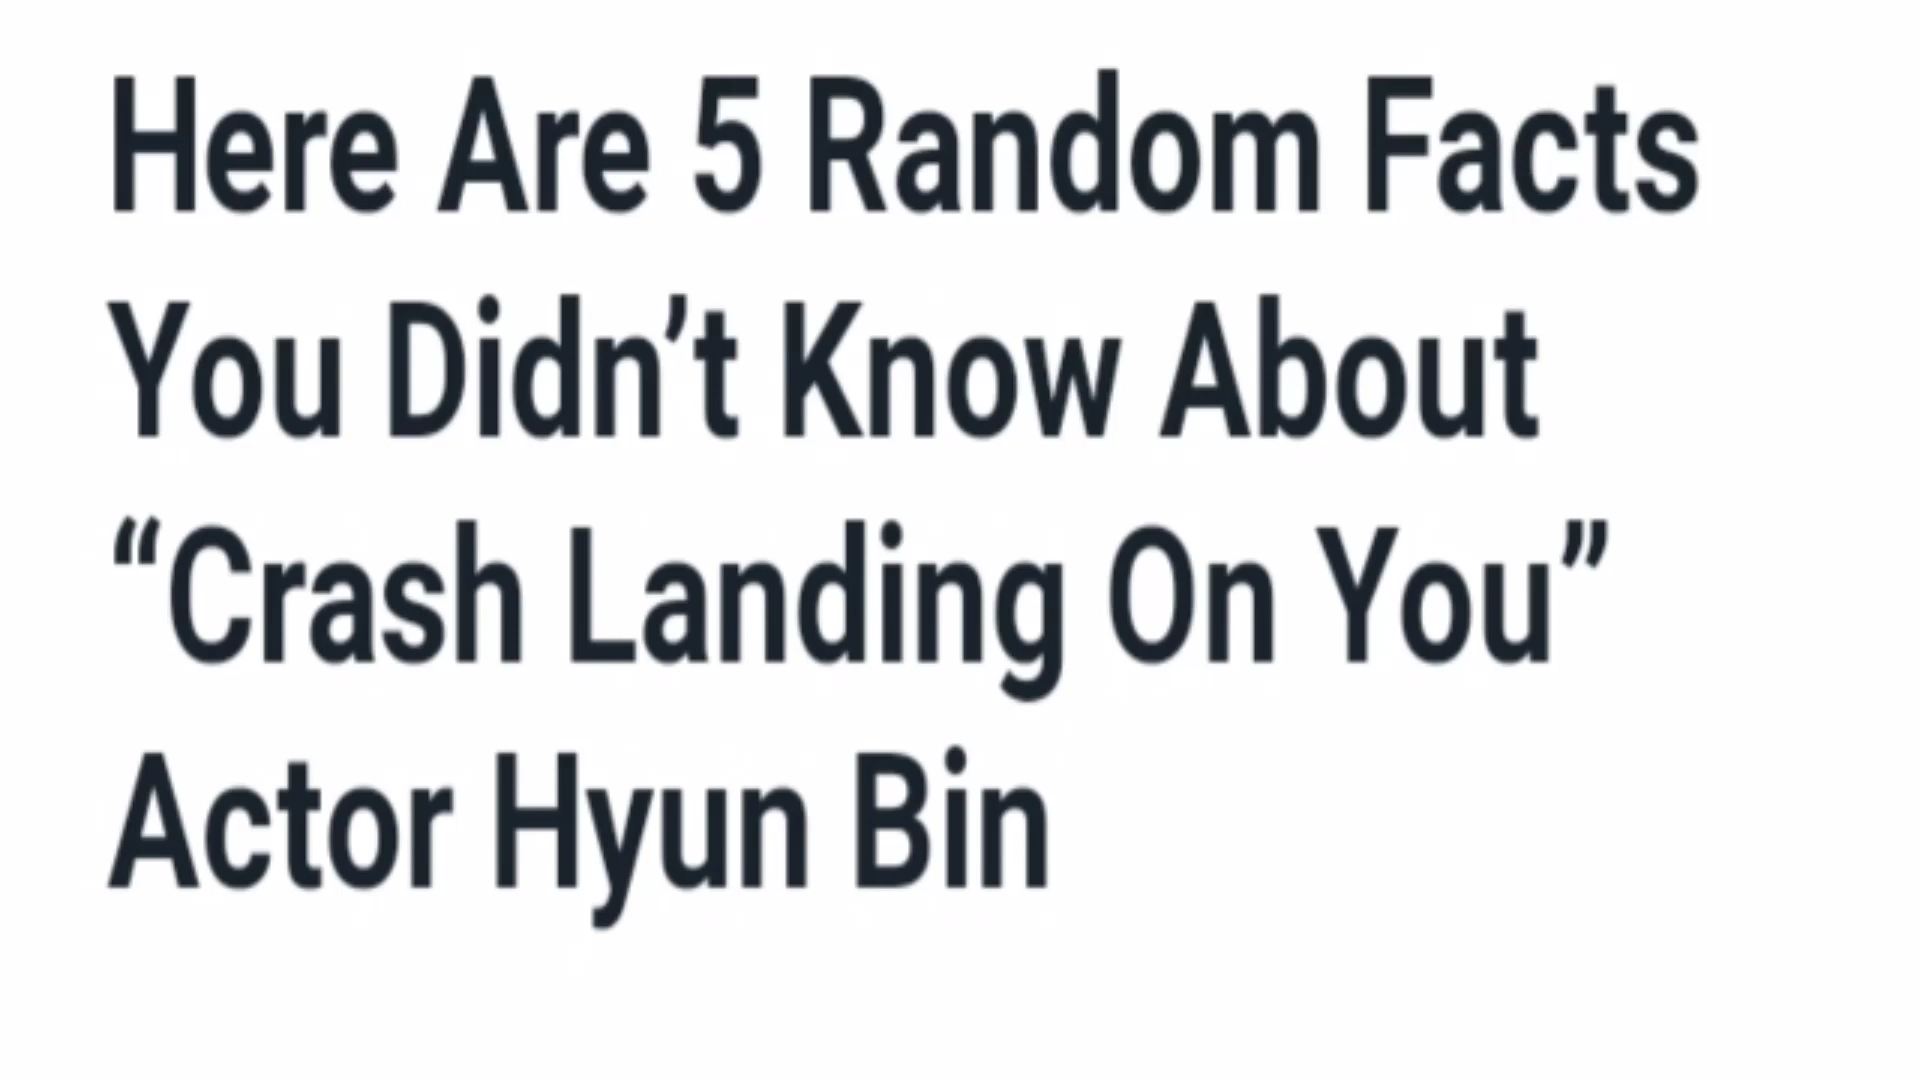 Here Are 5 Random Facts
You Didn’t Know About
“Crash Landing On You”
Actor Hyun Bin